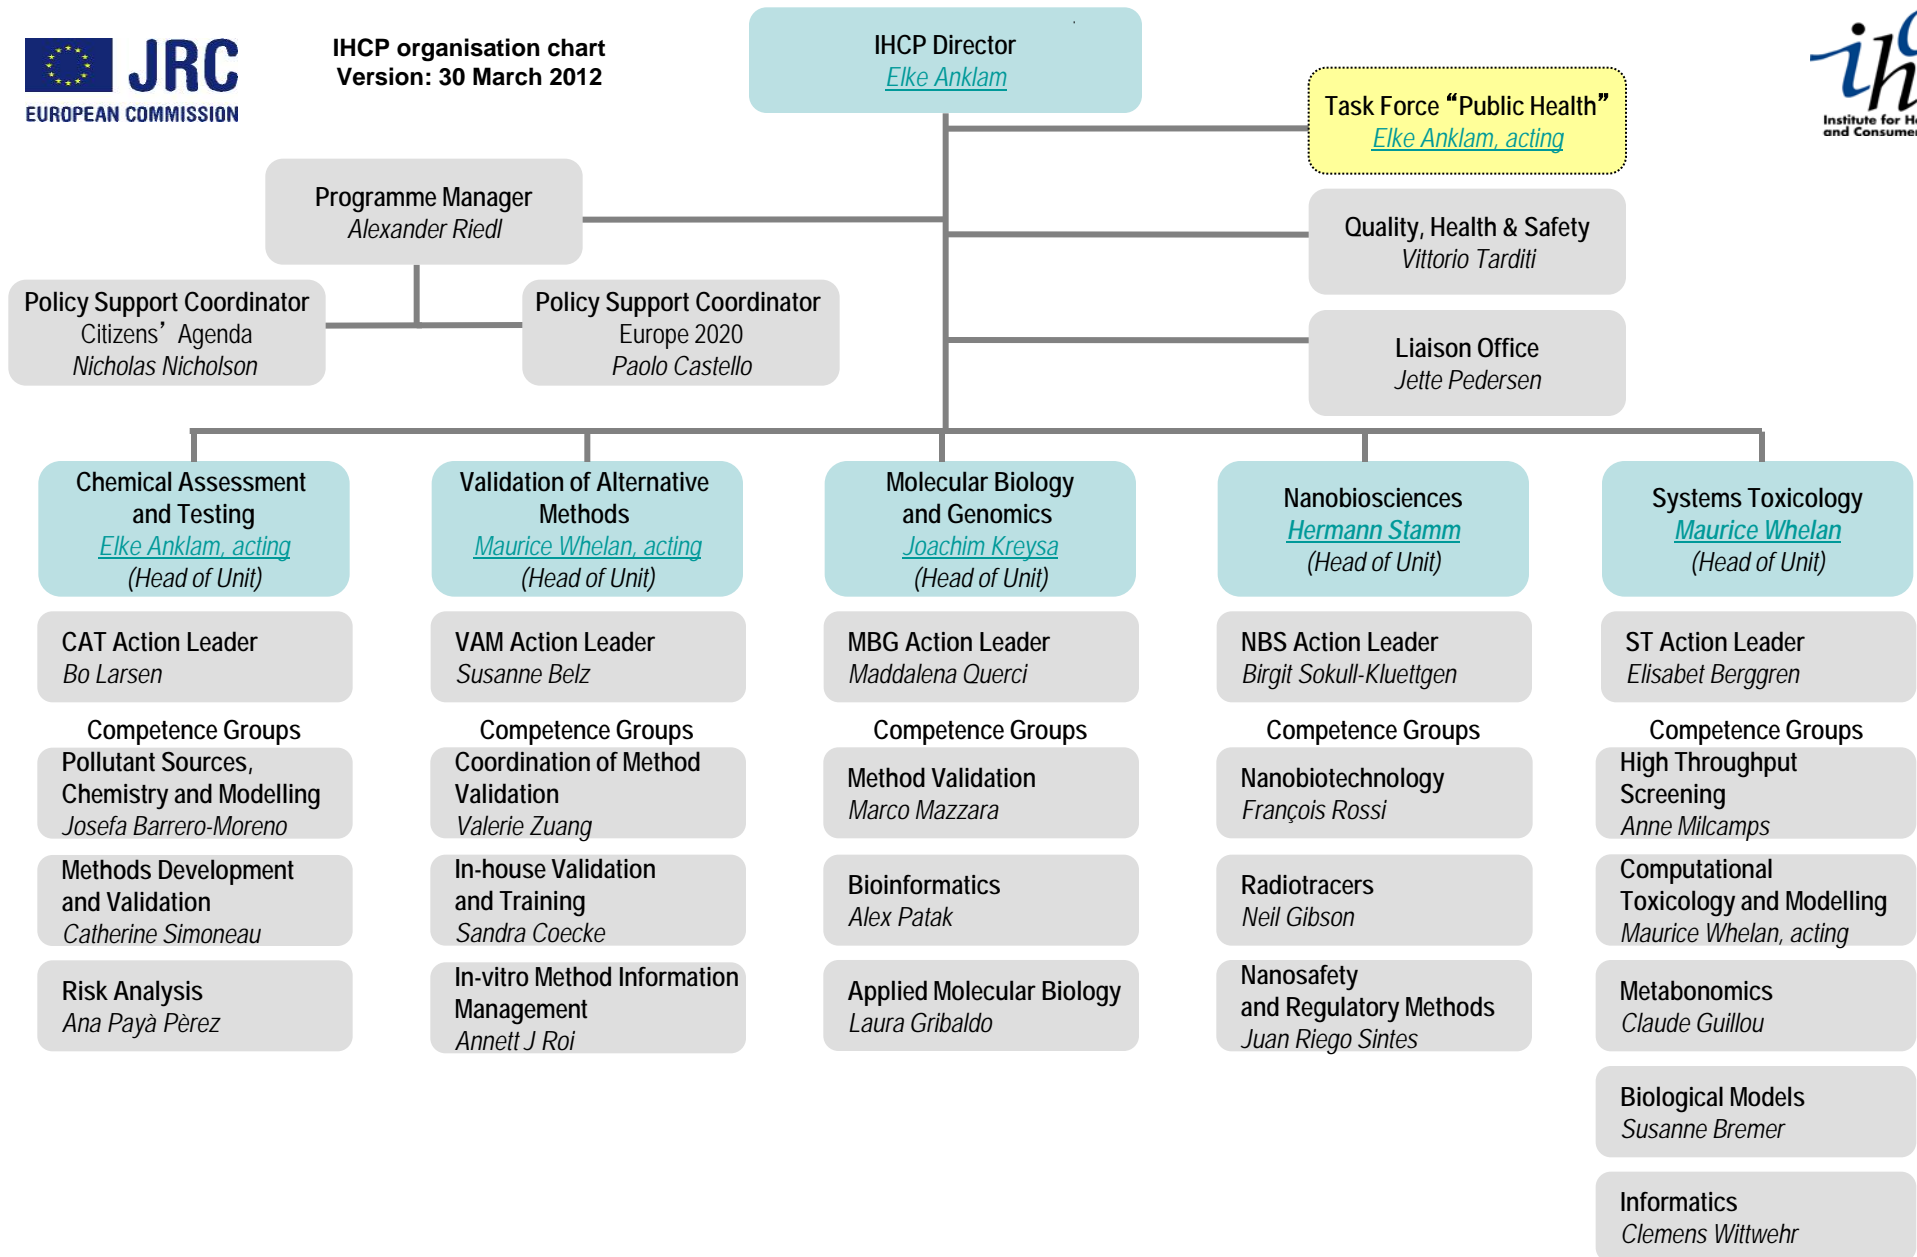 JRC
EUROPEAN COMMISSION
IHCP organisation chart
Version: 30 March 2012
IHCP Director
Elke Anklam
Task Force “Public Health”
Elke Anklam, acting
Institute for
and Consumer
Programme Manager
Alexander Riedl
Quality, Health & Safety
Vittorio Tarditi
Policy Support Coordinator
Citizens’ Agenda
Nicholas Nicholson
Policy Support Coordinator
Europe 2020
Paolo Castello
Liaison Office
Jette Pedersen
Chemical Assessment
and Testing
Elke Anklam, acting
(Head of Unit)
Validation of Alternative
Methods
Maurice Whelan, acting
(Head of Unit)
Molecular Biology
and Genomics
Joachim Kreysa
(Head of Unit)
Nanobiosciences
Hermann Stamm
(Head of Unit)
Systems Toxicology
Maurice Whelan
(Head of Unit)
CAT Action Leader
Bo Larsen
VAM Action Leader
Susanne Belz
MBG Action Leader
Maddalena Querci
NBS Action Leader
Birgit Sokull-Kluettgen
ST Action Leader
Elisabet Berggren
Competence Groups
Pollutant Sources,
Chemistry and Modelling
Josefa Barrero-Moreno
Methods Development
and Validation
Catherine Simoneau
Risk Analysis
Ana Payà Pèrez
Competence Groups
Coordination of Method
Validation
Valerie Zuang
In-house Validation
and Training
Sandra Coecke
In-vitro Method Information
Management
Annett J Roi
Competence Groups
Method Validation
Marco Mazzara
Bioinformatics
Alex Patak
Applied Molecular Biology
Laura Gribaldo
Competence Groups
Nanobiotechnology
François Rossi
Radiotracers
Neil Gibson
Nanosafety
and Regulatory Methods
Juan Riego Sintes
Competence Groups
High Throughput
Screening
Anne Milcamps
Computational
Toxicology and Modelling
Maurice Whelan, acting
Metabonomics
Claude Guillou
Biological Models
Susanne Bremer
Informatics
Clemens Wittwehr